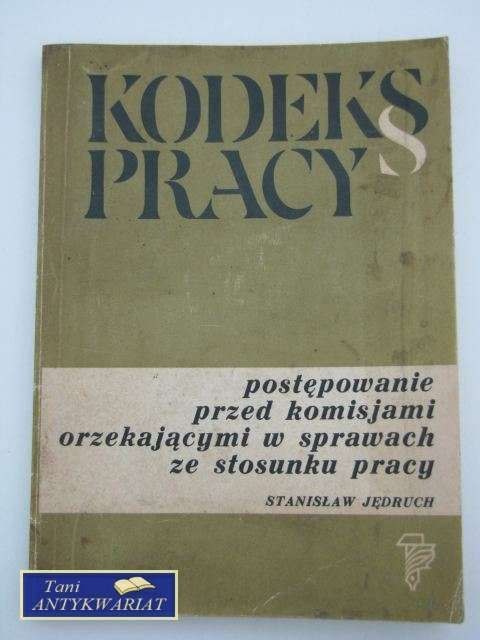 KODEKS
PRACY §
postępowanie
przed komisjami
orzekającymi w sprawach
ze stosunku pracy
STANISŁAW JĘDRUCH
Tani
ANTYKWARIAT